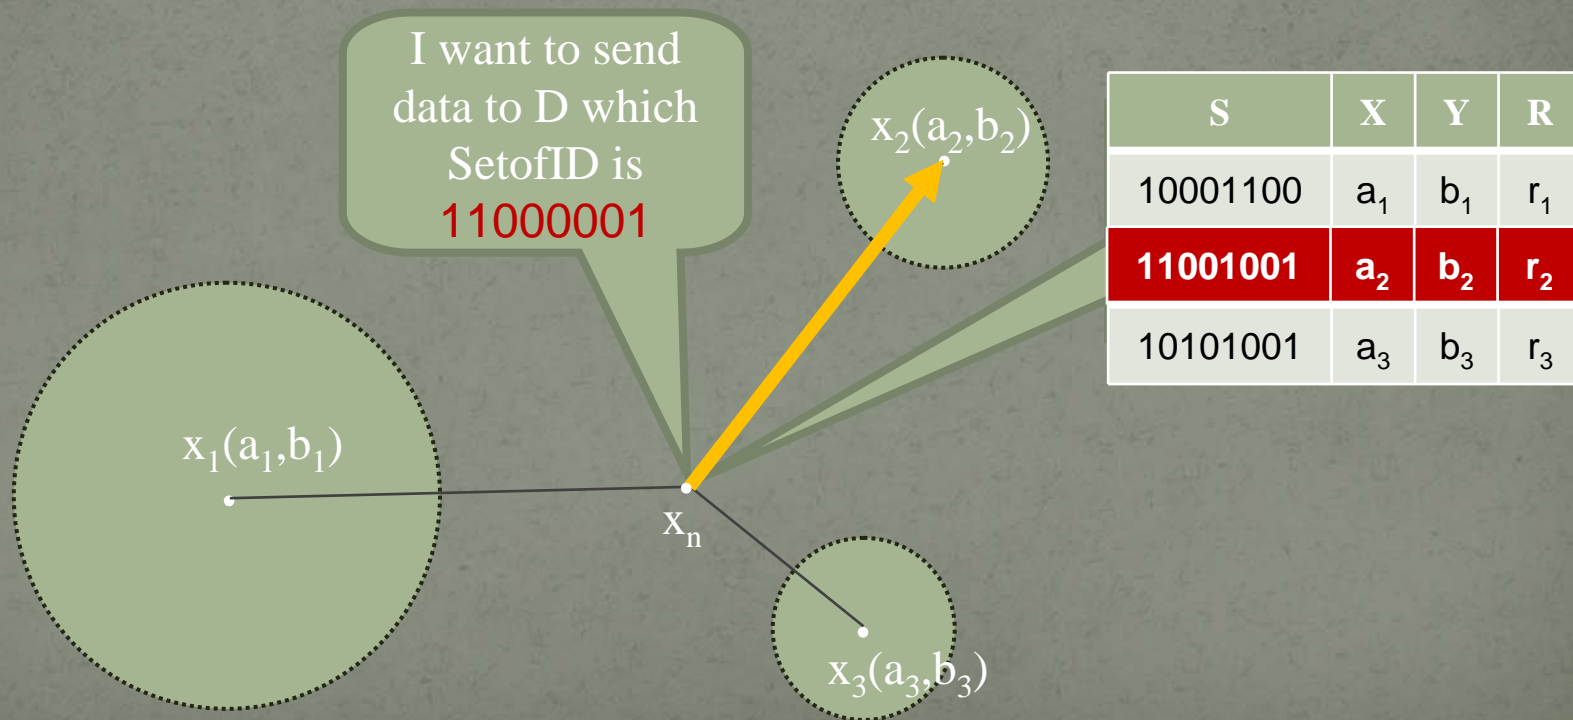 I want to send
data to D which
SetofID is
11000001
x₂(a₂,b₂)
S X Y R
10001100 a₁ b₁ r₁
11001001 a₂ b₂ r₂
10101001 a₃ b₃ r₃
x₁(a₁,b₁)
xₙ
x₃(a₃,b₃)